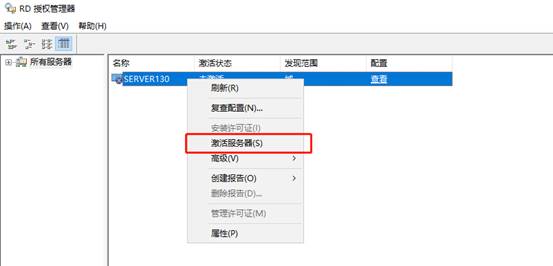 RD 授权管理器
操作(A) 查看(V) 帮助(H)
所有服务器
名称 激活状态 发现范围 配置
SERVER130 未激活 域 查看
刷新(R)
复查配置(N)...
安装许可证(I)
激活服务器(S)
高级(V)
创建报告(O)
删除报告(D)...
管理许可证(M)
属性(P)